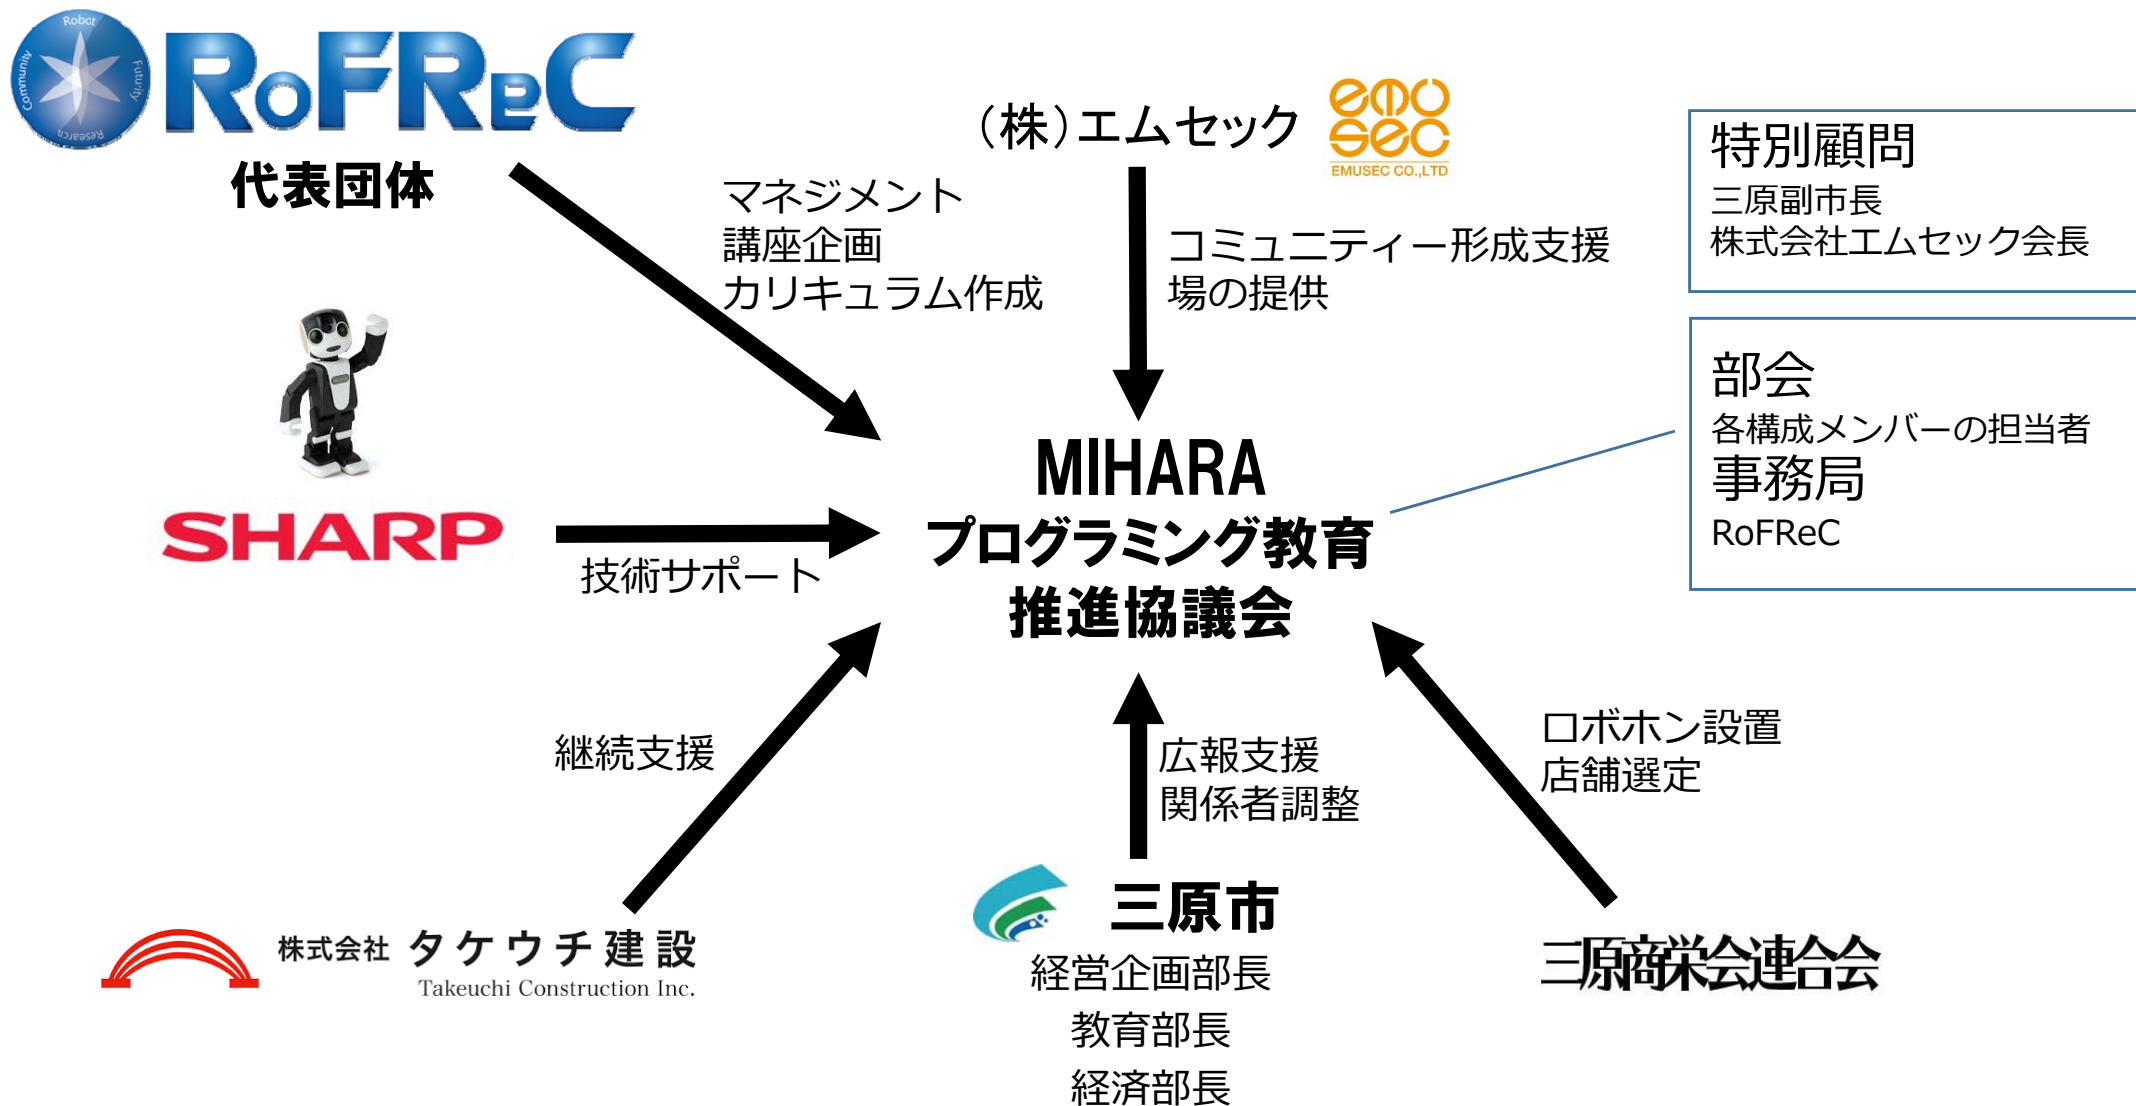 Robot
Community
Futurity
Research
RoFReC
代表団体
(株)エムセック
emu
sec
EMUSEC CO.,LTD
マネジメント
講座企画
カリキュラム作成
コミュニティー形成支援
場の提供
特別顧問
三原副市長
株式会社エムセック会長
部会
各構成メンバーの担当者
事務局
RoFReC
SHARP
技術サポート
MIHARA
プログラミング教育
推進協議会
継続支援
広報支援
関係者調整
ロボホン設置
店舗選定
株式会社 タケウチ建設
Takeuchi Construction Inc.
三原市
経営企画部長
教育部長
経済部長
三原商栄会連合会